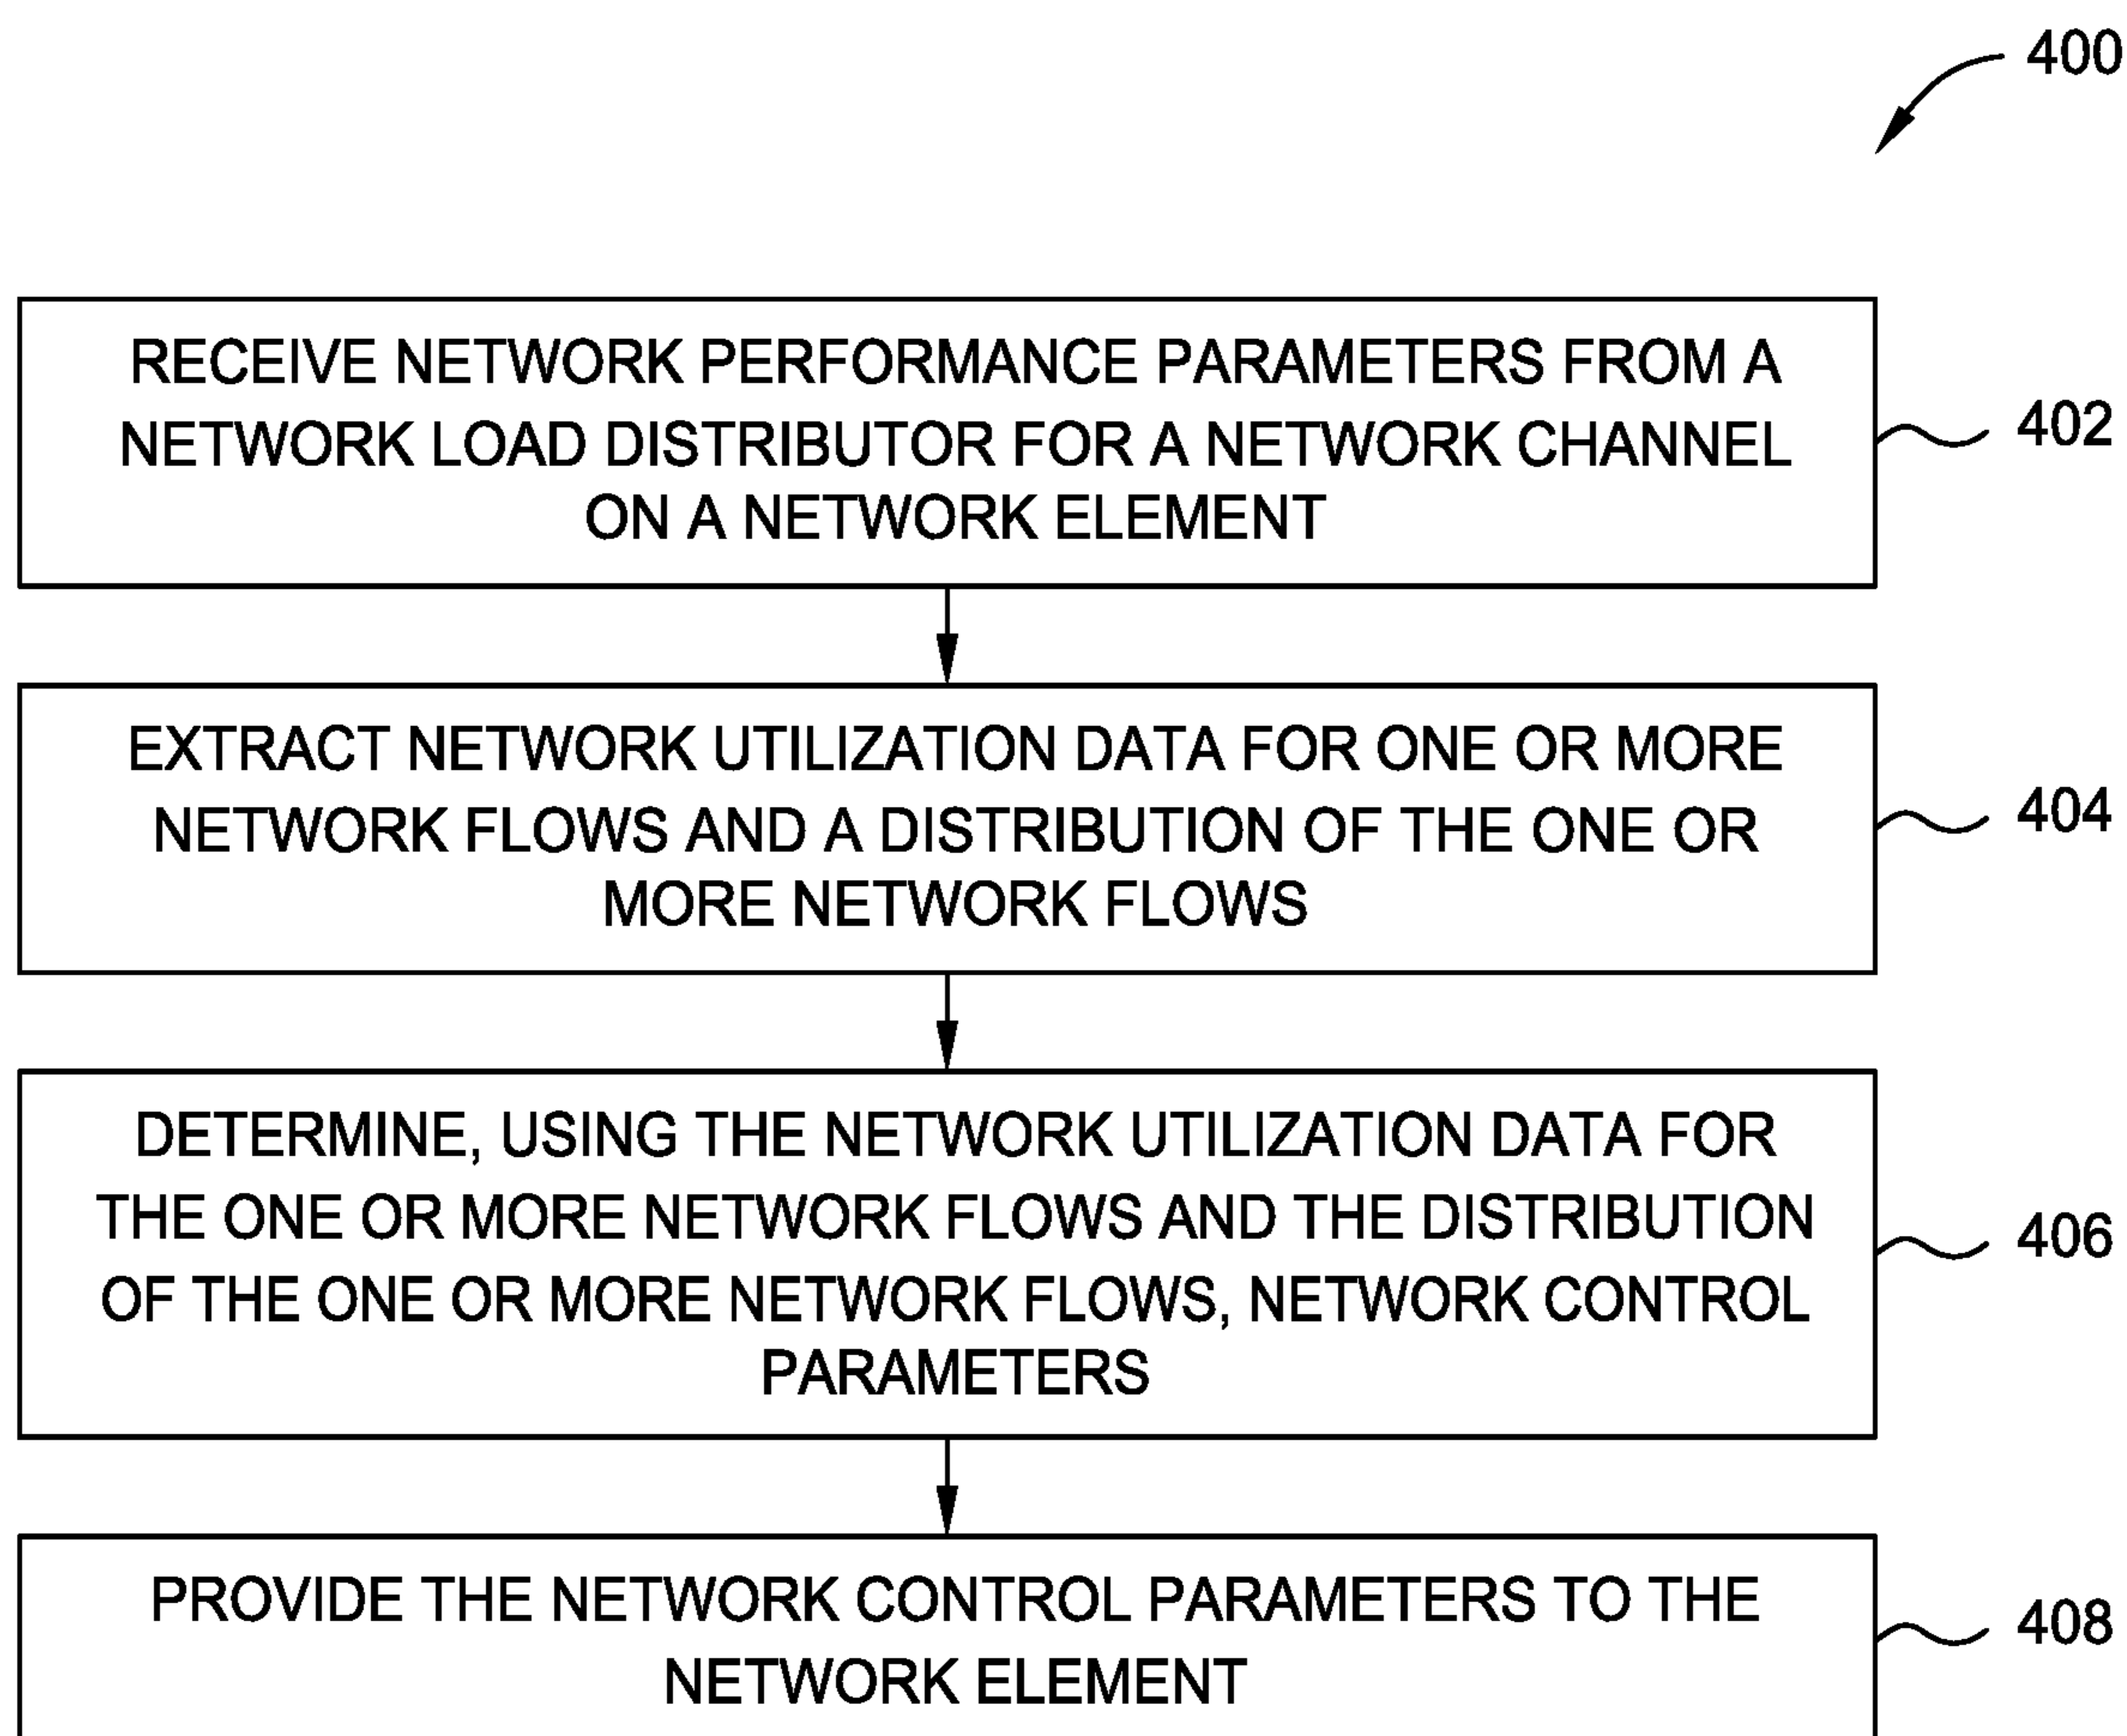 400
RECEIVE NETWORK PERFORMANCE PARAMETERS FROM A
NETWORK LOAD DISTRIBUTOR FOR A NETWORK CHANNEL
ON A NETWORK ELEMENT
402
EXTRACT NETWORK UTILIZATION DATA FOR ONE OR MORE
NETWORK FLOWS AND A DISTRIBUTION OF THE ONE OR
MORE NETWORK FLOWS
404
DETERMINE, USING THE NETWORK UTILIZATION DATA FOR
THE ONE OR MORE NETWORK FLOWS AND THE DISTRIBUTION
OF THE ONE OR MORE NETWORK FLOWS, NETWORK CONTROL
PARAMETERS
406
PROVIDE THE NETWORK CONTROL PARAMETERS TO THE
NETWORK ELEMENT
408